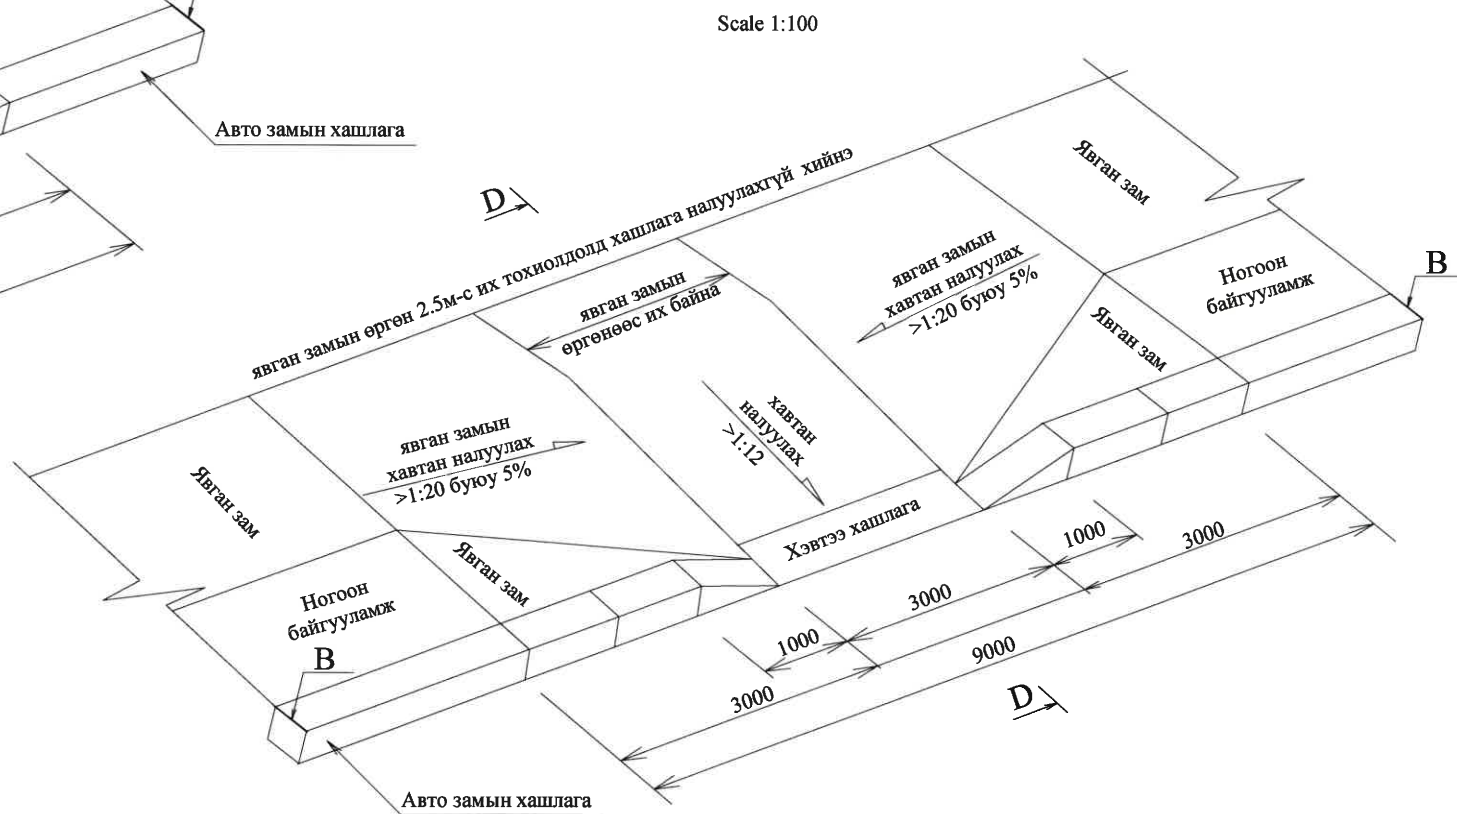 Scale 1:100
Авто замын хашлага
D
явган замын өргөн 2.5м-с их тохиолдолд хашлага налуулахгүй хийнэ
Явган зам
явган замын
өргөнөөс их байна
явган замын
хавтан налуулах
>1:20 буюу 5%
Ногоон
байгууламж
B
Явган зам
хавтан
налуулах
>1:12
явган замын
хавтан налуулах
>1:20 буюу 5%
Явган зам
Хэвтээ хашлага
Явган зам
Ногоон
байгууламж
B
1000
3000
3000
1000
3000
9000
D
Авто замын хашлага